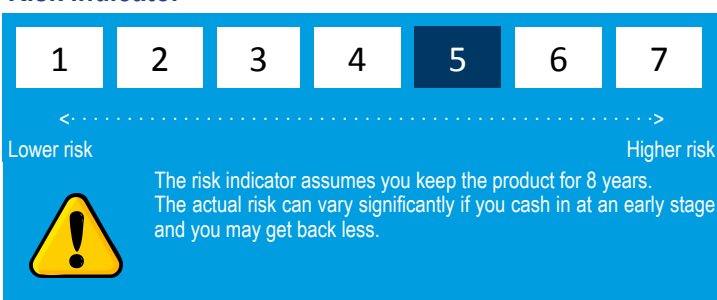 Risk Indicator
1 2 3 4 5 6 7
Lower risk Higher risk
The risk indicator assumes you keep the product for 8 years.
The actual risk can vary significantly if you cash in at an early stage
and you may get back less.